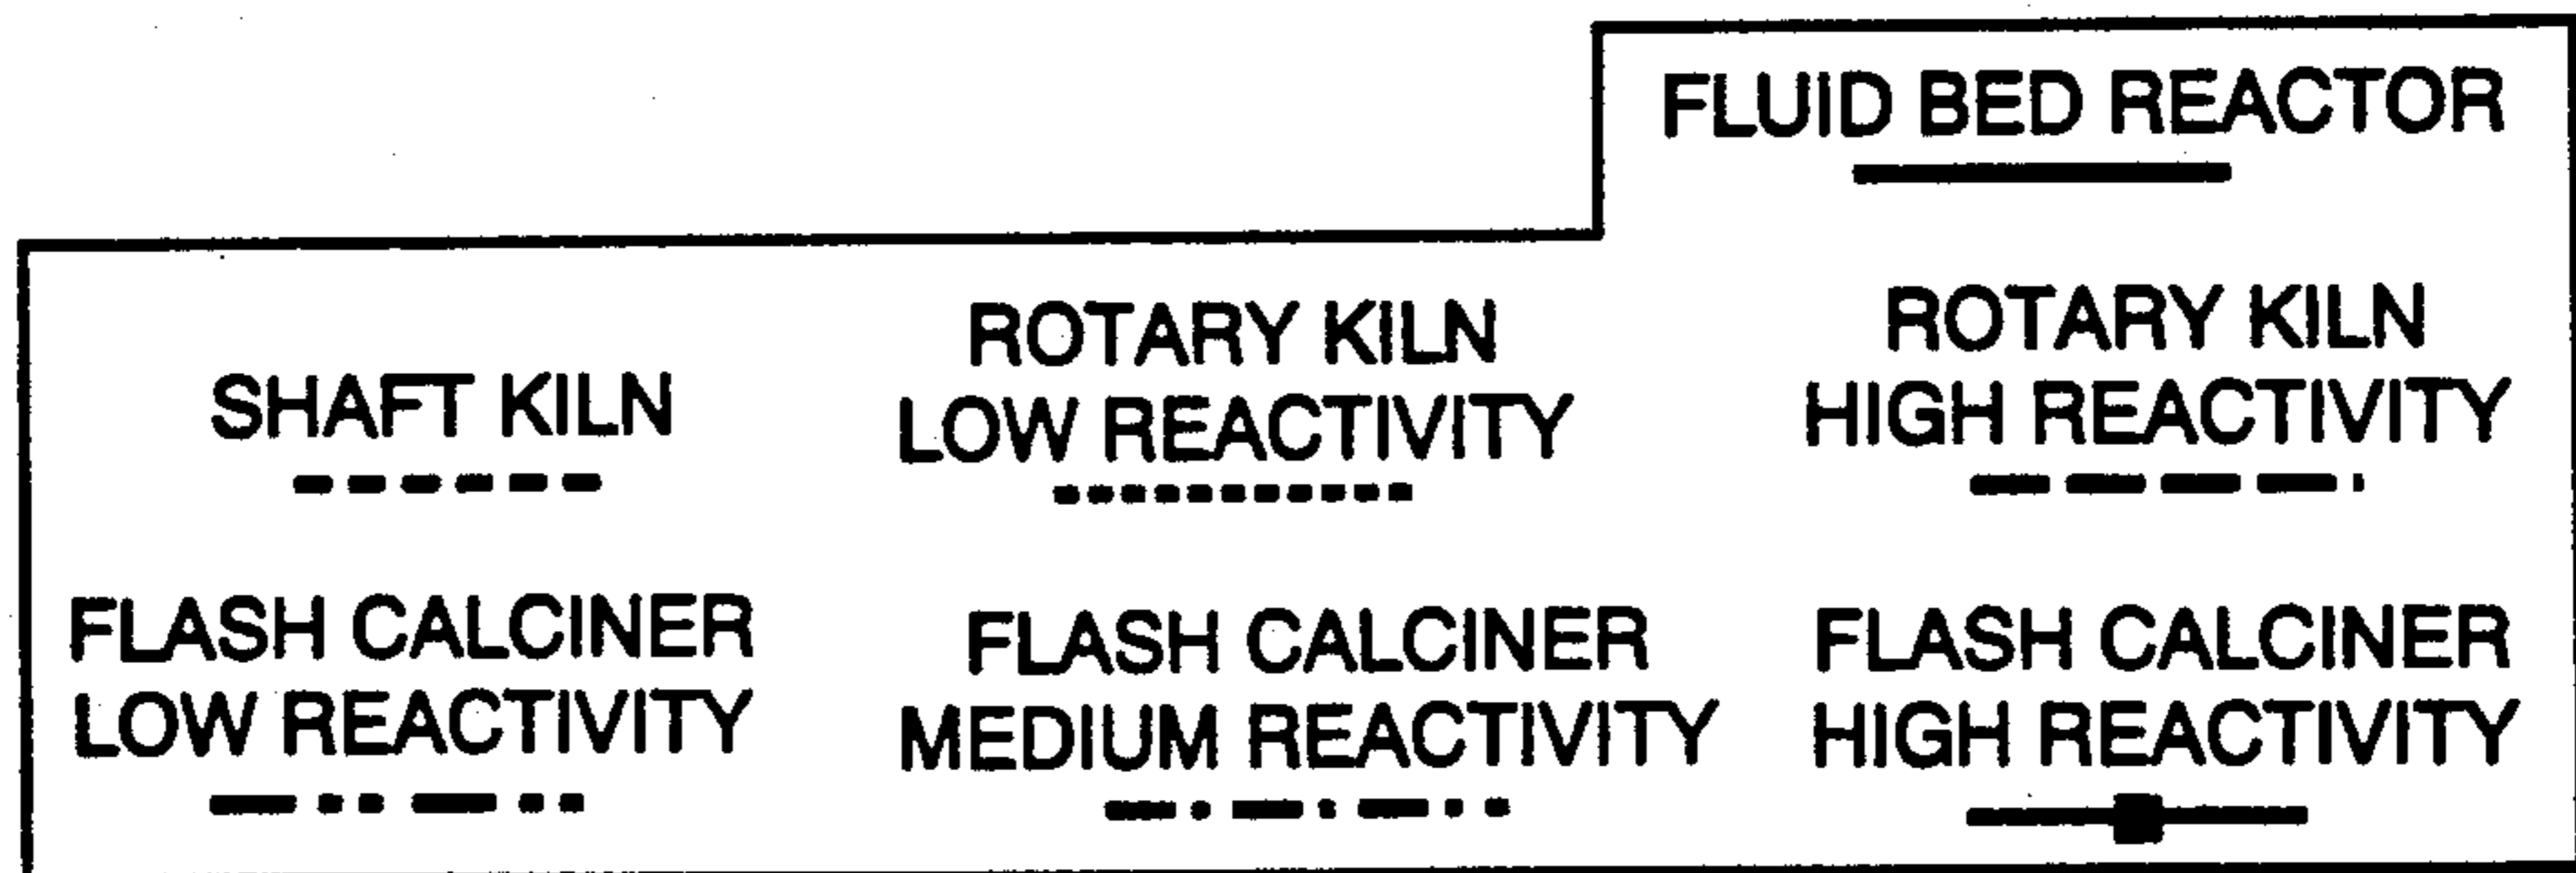 FLUID BED REACTOR
SHAFT KILN
ROTARY KILN
LOW REACTIVITY
ROTARY KILN
HIGH REACTIVITY
FLASH CALCINER
LOW REACTIVITY
FLASH CALCINER
MEDIUM REACTIVITY
FLASH CALCINER
HIGH REACTIVITY